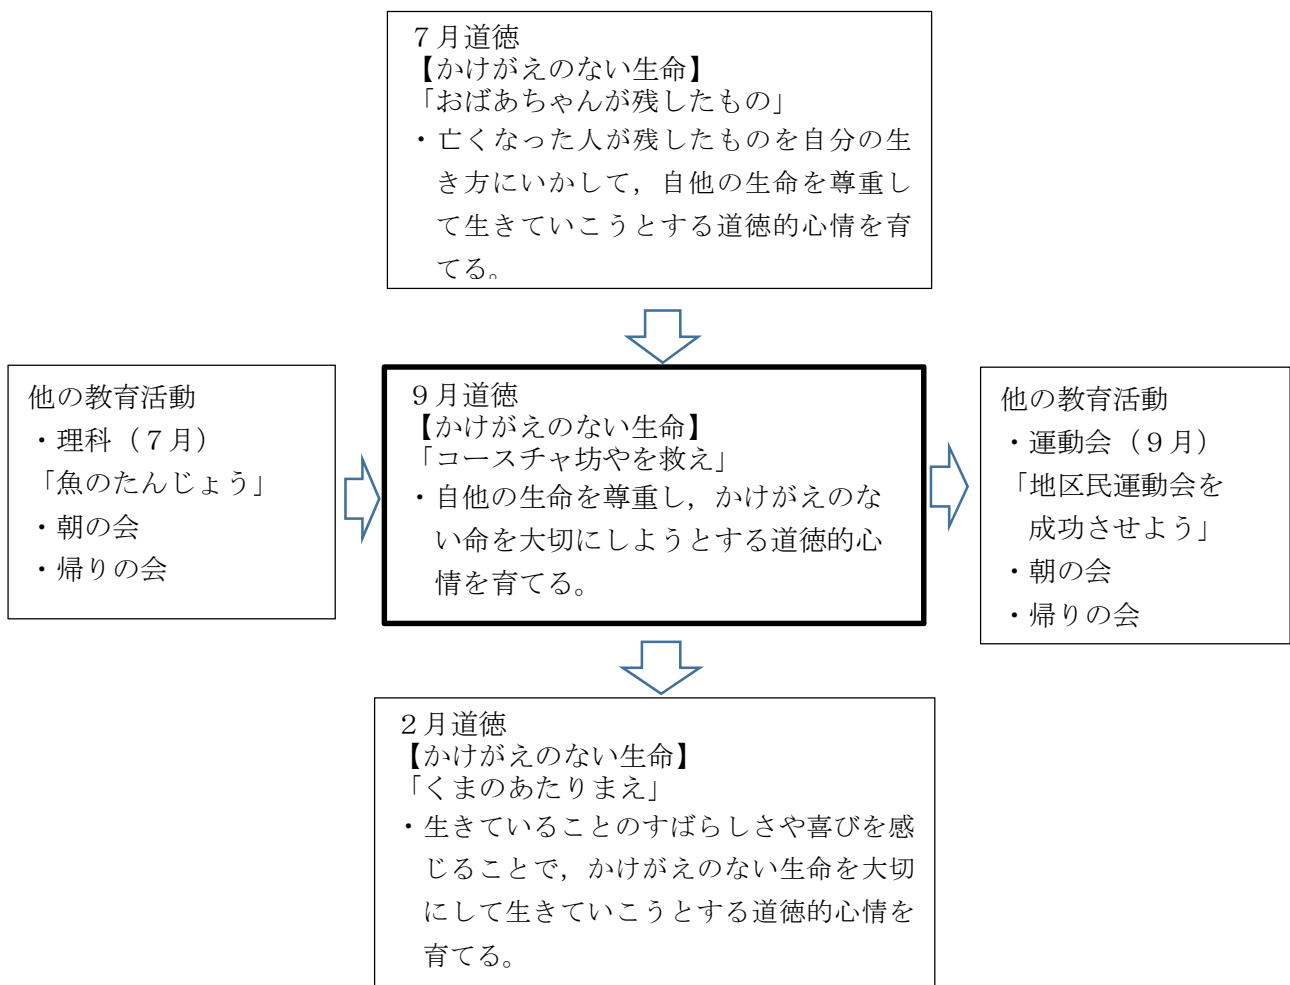 ７月道徳
【かけがえのない生命】
「おばあちゃんが残したもの」
・亡くなった人が残したものを自分の生
き方にいかして，自他の生命を尊重し
て生きていこうとする道徳的心情を育
てる。
他の教育活動
・理科（７月）
「魚のたんじょう」
・朝の会
・帰りの会
９月道徳
【かけがえのない生命】
「コースチャ坊やを救え」
・自他の生命を尊重し，かけがえのな
い命を大切にしようとする道徳的心
情を育てる。
他の教育活動
・運動会（９月）
「地区民運動会を
成功させよう」
・朝の会
・帰りの会
２月道徳
【かけがえのない生命】
「くまのあたりまえ」
・生きていることのすばらしさや喜びを感
じることで，かけがえのない生命を大切
にして生きていこうとする道徳的心情を
育てる。